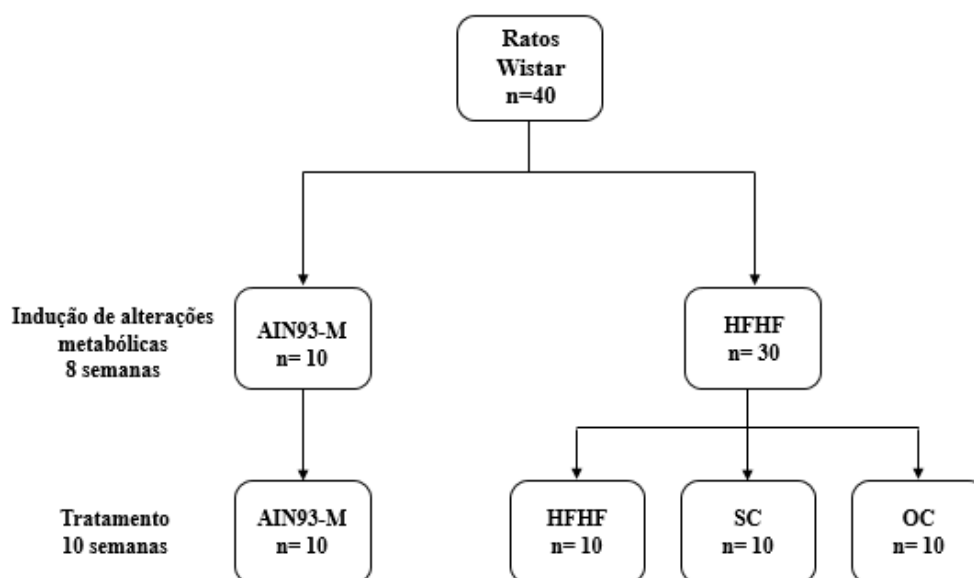 Ratos
Wistar
n=40
Indução de alterações
metabólicas
8 semanas
AIN93-M
n= 10
HFHF
n= 30
Tratamento
10 semanas
AIN93-M
n= 10
HFHF
n= 10
SC
n= 10
OC
n= 10